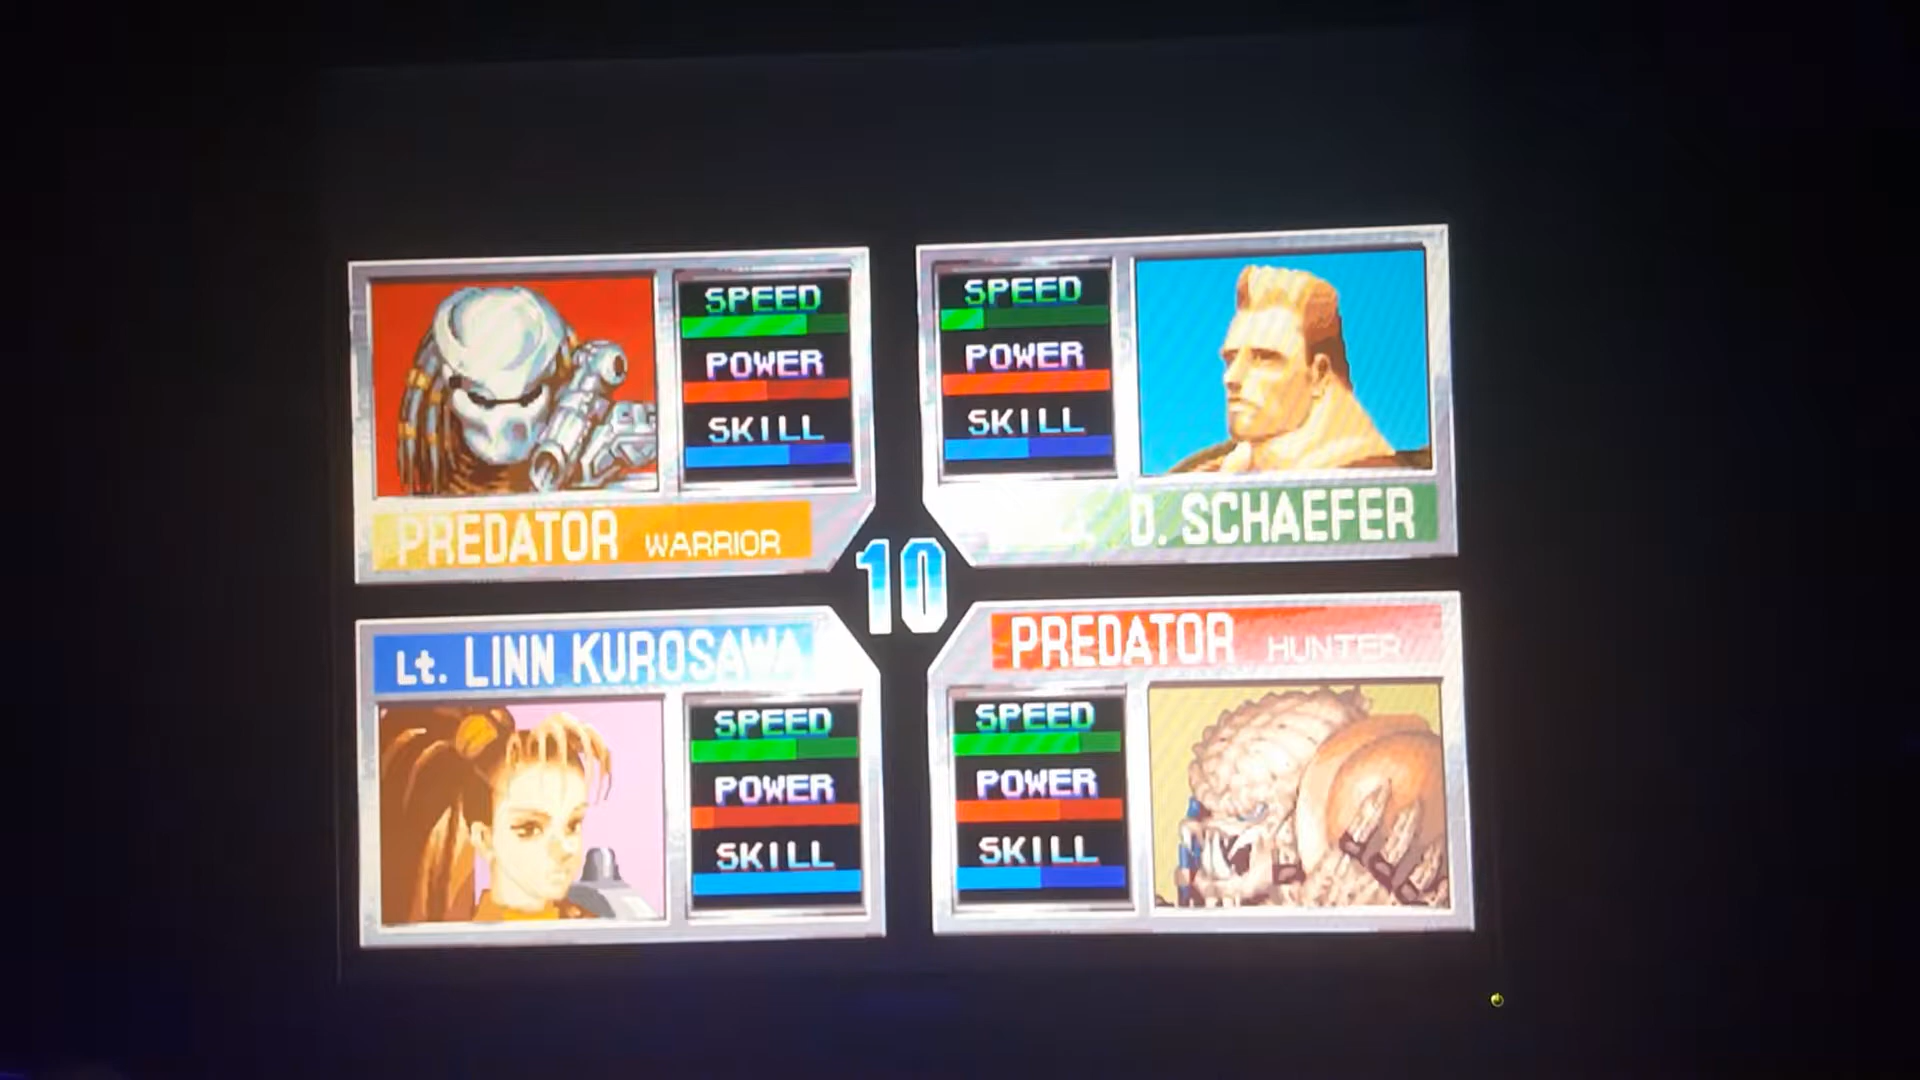 SPEED
POWER
SKILL
PREDATOR WARRIOR
SPEED
POWER
SKILL
D. SCHAEFER
10
Lt. LINN KUROSAWA
SPEED
POWER
SKILL
PREDATOR HUNTER
SPEED
POWER
SKILL